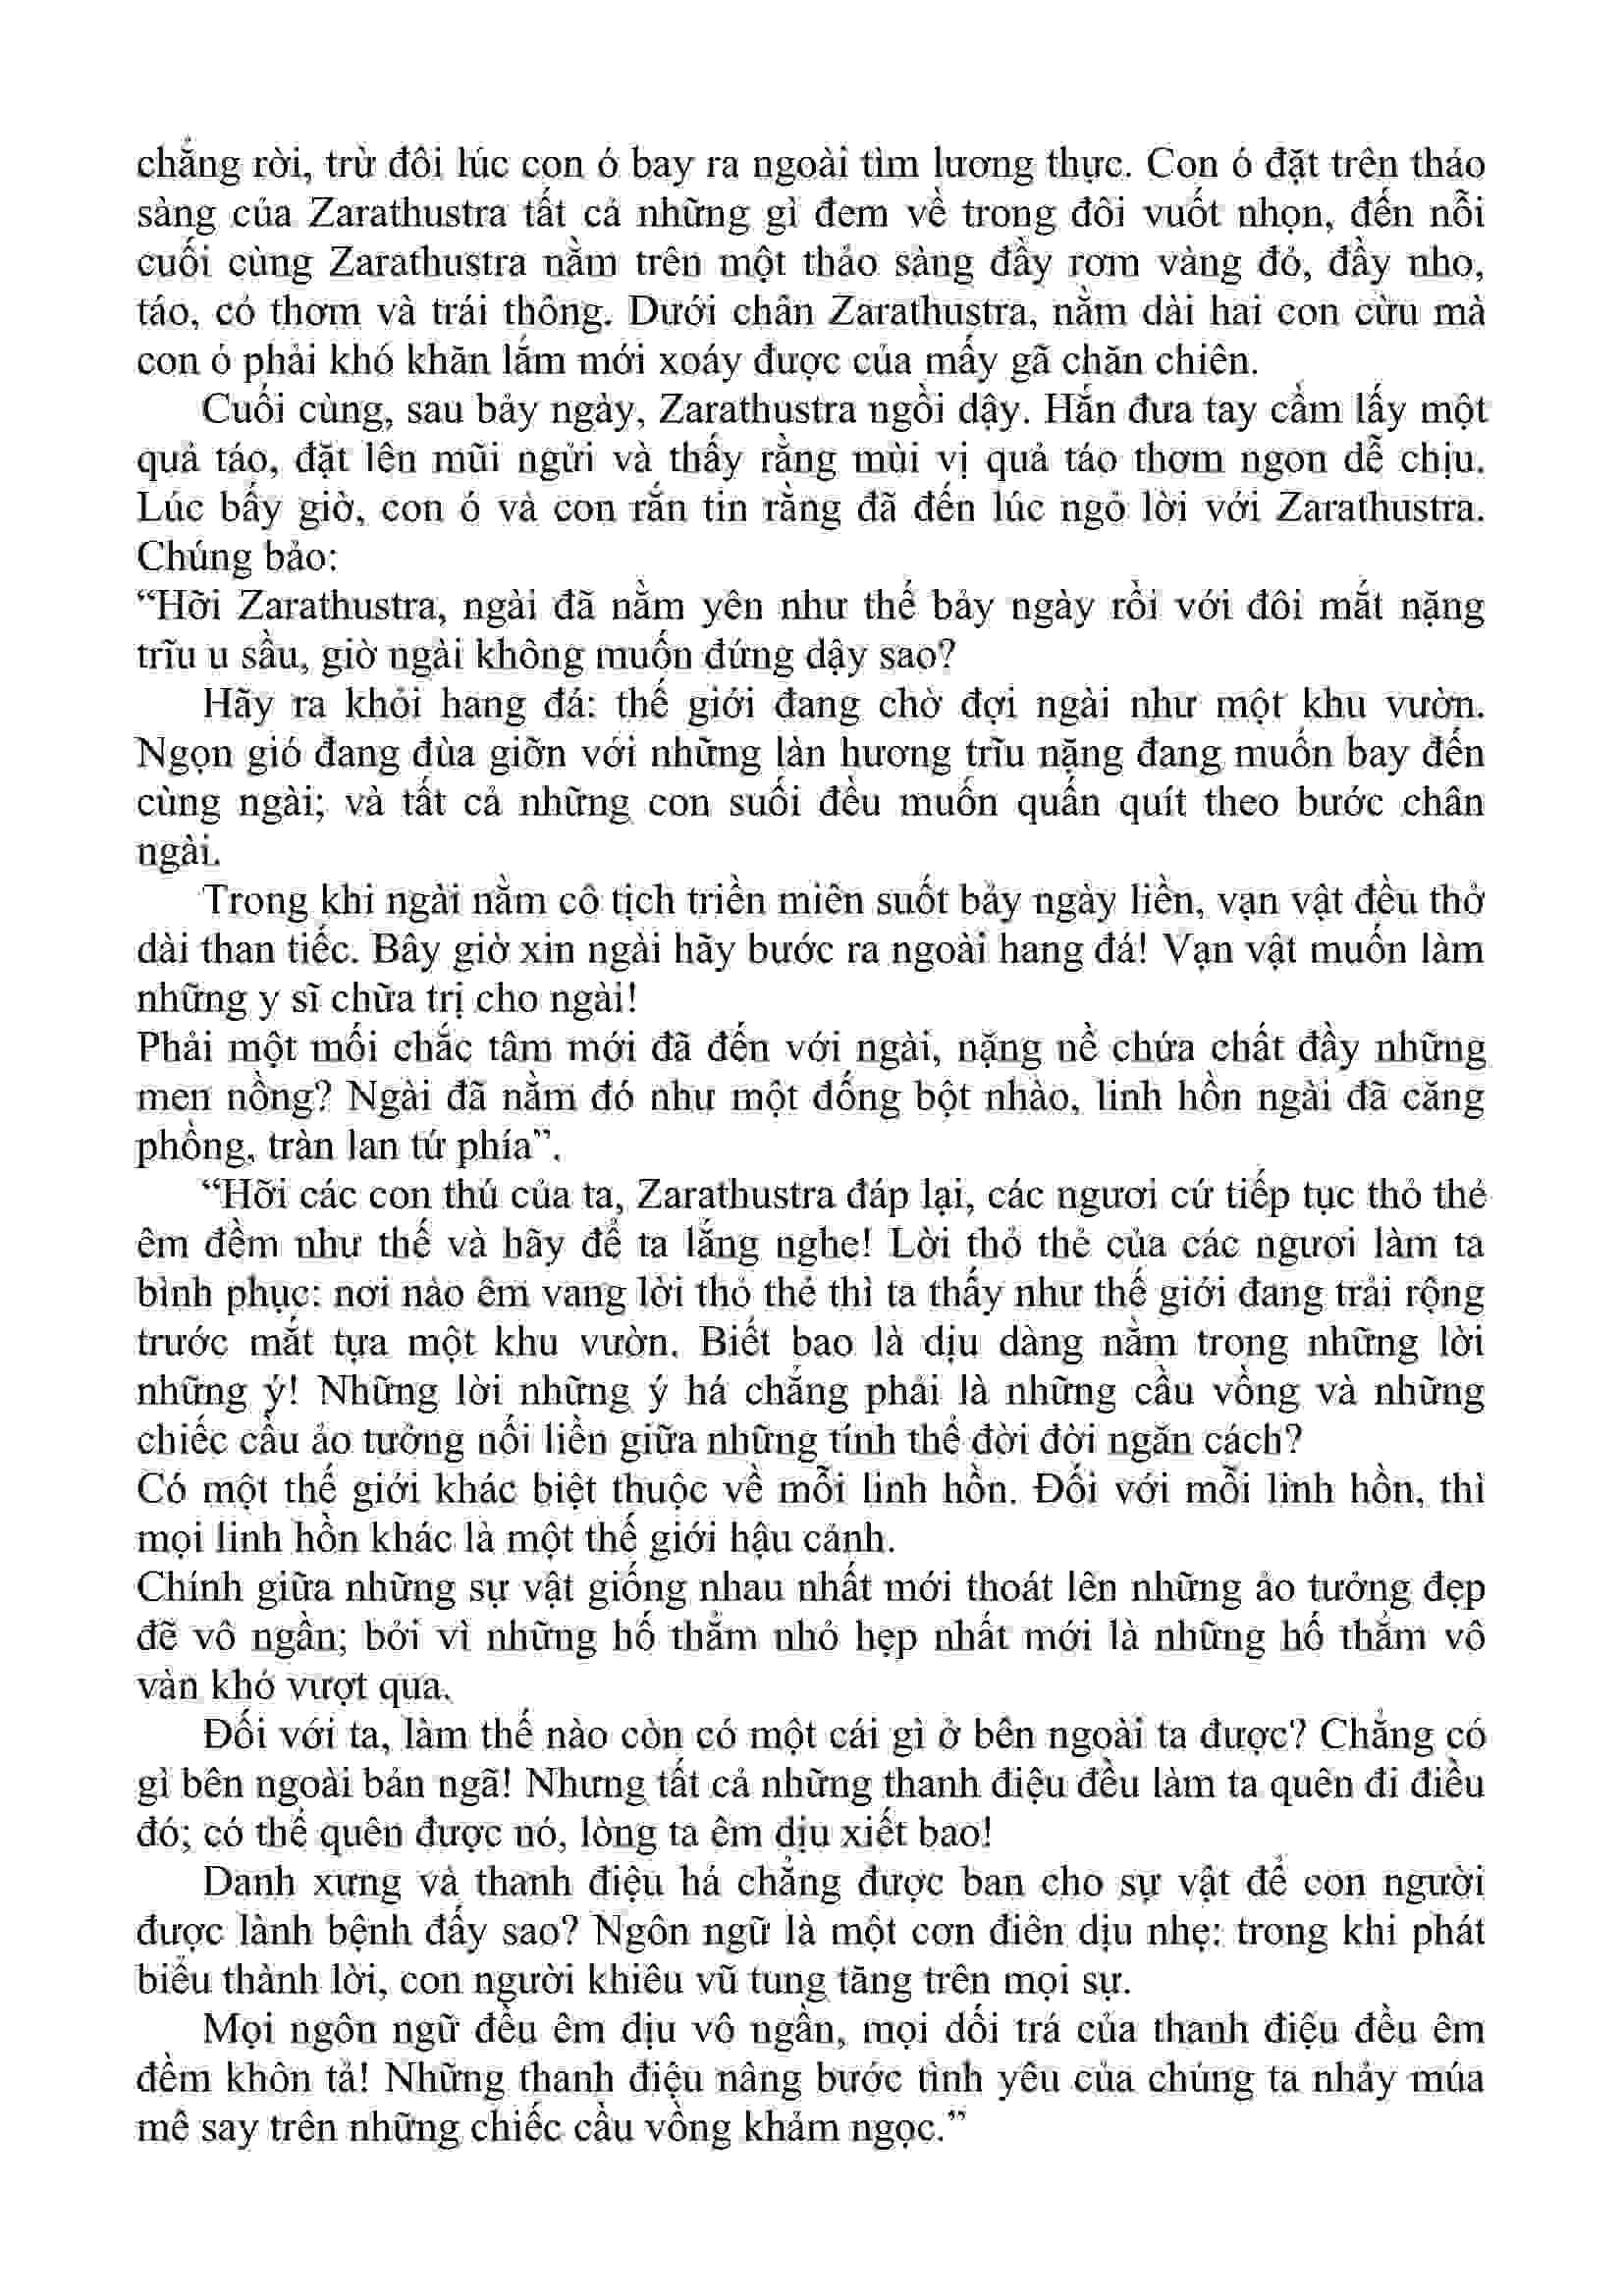 chẳng rời, trừ đôi lúc con ó bay ra ngoài tìm lương thực. Con ó đặt trên thảo
sàng của Zarathustra tất cả những gì đem về trong đôi vuốt nhọn, đến nỗi
cuối cùng Zarathustra nằm trên một thảo sàng đầy rơm vàng đỏ, đầy nho,
táo, cỏ thơm và trái thông. Dưới chân Zarathustra, nằm dài hai con cừu mà
con ó phải khó khăn lắm mới xoáy được của mấy gã chăn chiên.
Cuối cùng, sau bảy ngày, Zarathustra ngồi dậy. Hắn đưa tay cầm lấy một
quả táo, đặt lên mũi ngửi và thấy rằng mùi vị quả táo thơm ngon dễ chịu.
Lúc bấy giờ, con ó và con rắn tin rằng đã đến lúc ngỏ lời với Zarathustra.
Chúng bảo:
“Hỡi Zarathustra, ngài đã nằm yên như thế bảy ngày rồi với đôi mắt nặng
trĩu u sầu, giờ ngài không muốn đứng dậy sao?
Hãy ra khỏi hang đá: thế giới đang chờ đợi ngài như một khu vườn.
Ngọn gió đang đùa giỡn với những làn hương trĩu nặng đang muốn bay đến
cùng ngài; và tất cả những con suối đều muốn quấn quít theo bước chân
ngài.
Trong khi ngài nằm cô tịch triền miên suốt bảy ngày liền, vạn vật đều thở
dài than tiếc. Bây giờ xin ngài hãy bước ra ngoài hang đá! Vạn vật muốn làm
những y sĩ chữa trị cho ngài!
Phải một mối chắc tâm mới đã đến với ngài, nặng nề chứa chất đầy những
men nồng? Ngài đã nằm đó như một đống bột nhào, linh hồn ngài đã căng
phồng, tràn lan tứ phía”.
“Hỡi các con thú của ta, Zarathustra đáp lại, các ngươi cứ tiếp tục thỏ thẻ
êm đềm như thế và hãy để ta lắng nghe! Lời thỏ thẻ của các ngươi làm ta
bình phục: nơi nào êm vang lời thỏ thẻ thì ta thấy như thế giới đang trải rộng
trước mắt tựa một khu vườn. Biết bao là dịu dàng nằm trong những lời
những ý! Những lời những ý há chẳng phải là những cầu vồng và những
chiếc cầu ảo tưởng nối liền giữa những tính thể đời đời ngăn cách?
Có một thế giới khác biệt thuộc về mỗi linh hồn. Đối với mỗi linh hồn, thì
mọi linh hồn khác là một thế giới hậu cảnh.
Chính giữa những sự vật giống nhau nhất mới thoát lên những ảo tưởng đẹp
đẽ vô ngần; bởi vì những hố thẳm nhỏ hẹp nhất mới là những hố thẳm vô
vàn khó vượt qua.
Đối với ta, làm thế nào còn có một cái gì ở bên ngoài ta được? Chẳng có
gì bên ngoài bản ngã! Nhưng tất cả những thanh điệu đều làm ta quên đi điều
đó; có thể quên được nó, lòng ta êm dịu xiết bao!
Danh xưng và thanh điệu há chẳng được ban cho sự vật để con người
được lành bệnh đấy sao? Ngôn ngữ là một cơn điên dịu nhẹ: trong khi phát
biểu thành lời, con người khiêu vũ tung tăng trên mọi sự.
Mọi ngôn ngữ đều êm dịu vô ngần, mọi dối trá của thanh điệu đều êm
đềm khôn tả! Những thanh điệu nâng bước tình yêu của chúng ta nhảy múa
mê say trên những chiếc cầu vồng khảm ngọc.”